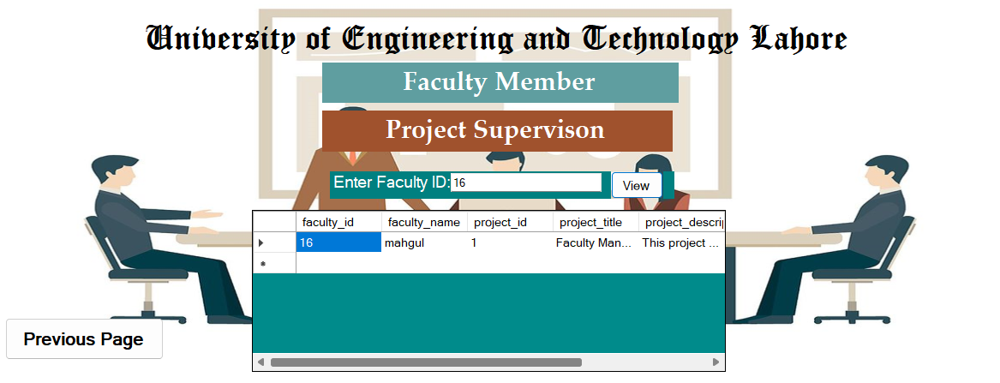 University of Engineering and Technology Lahore
Faculty Member
Project Supervison
Enter Faculty ID: 16 View
faculty_id faculty_name project_id project_title project_descrip
16 mahgul 1 Faculty Man... This project ...
Previous Page